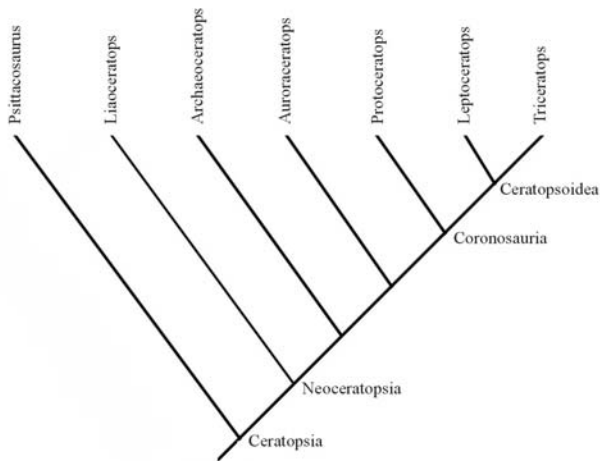 Psittacosaurus
Liaoceratops
Archaeoceratops
Auroraceratops
Protoceratops
Leptoceratops
Triceratops
Ceratopsoidea
Coronosauria
Neoceratopsia
Ceratopsia